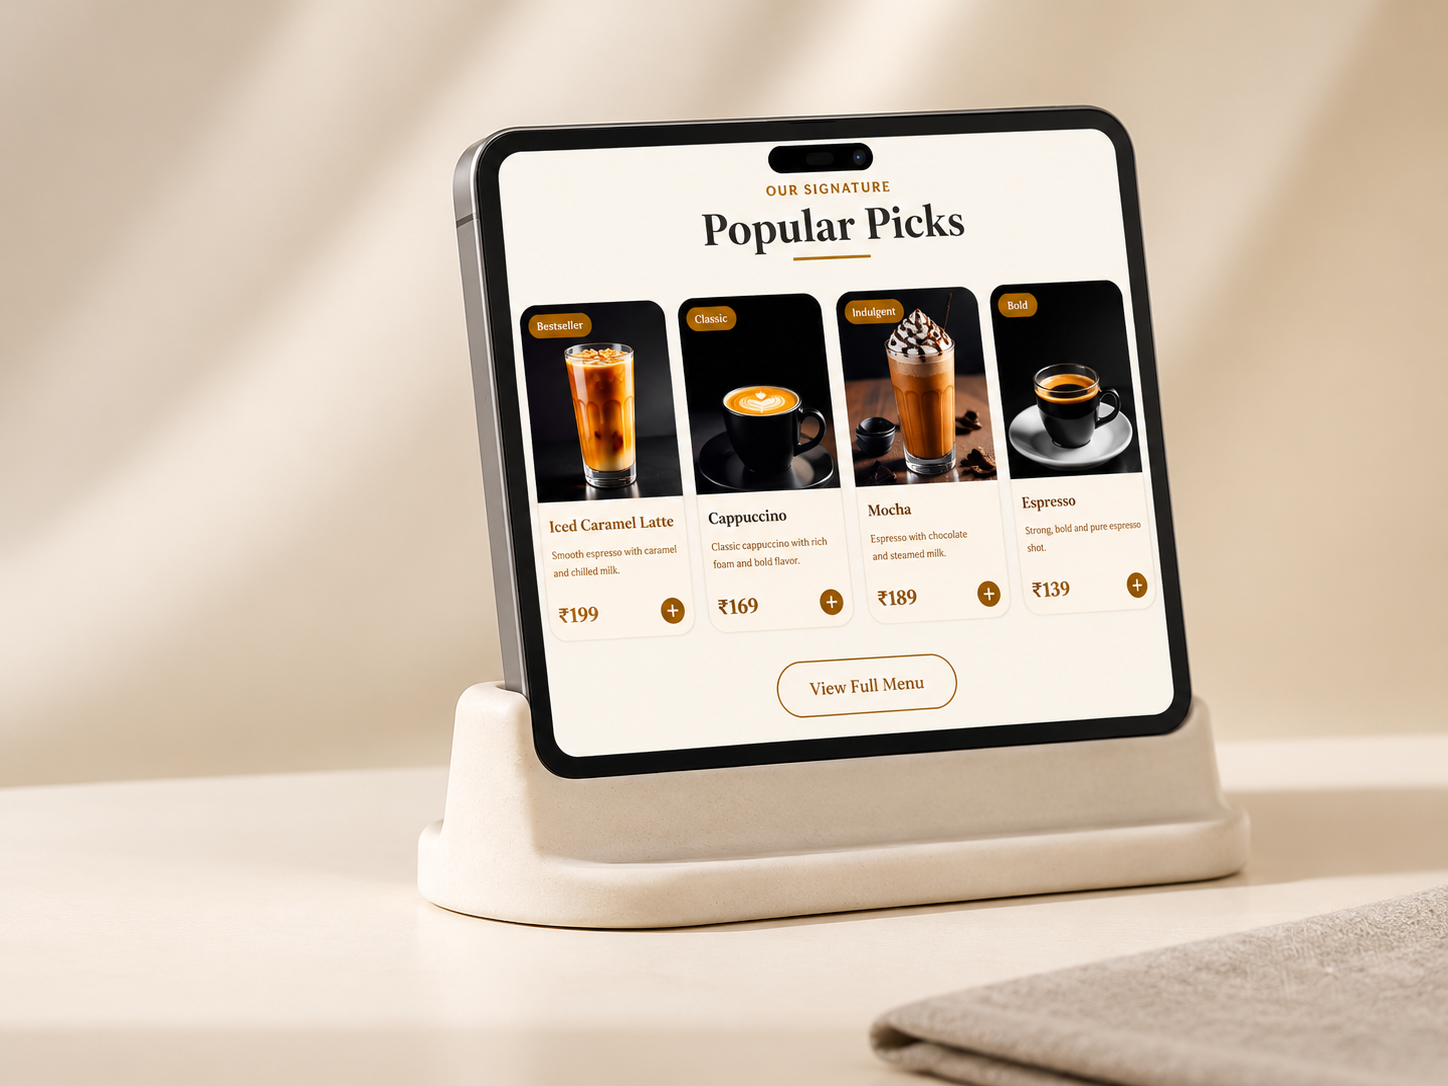 OUR SIGNATURE
Popular Picks
Bestseller
Iced Caramel Latte
Smooth espresso with caramel
and chilled milk.
₹199
+
Classic
Cappuccino
Classic cappuccino with rich
foam and bold flavor.
₹169
+
Indulgent
Mocha
Espresso with chocolate
and steamed milk.
₹189
+
Bold
Espresso
Strong, bold and pure espresso
shot.
₹139
+
View Full Menu